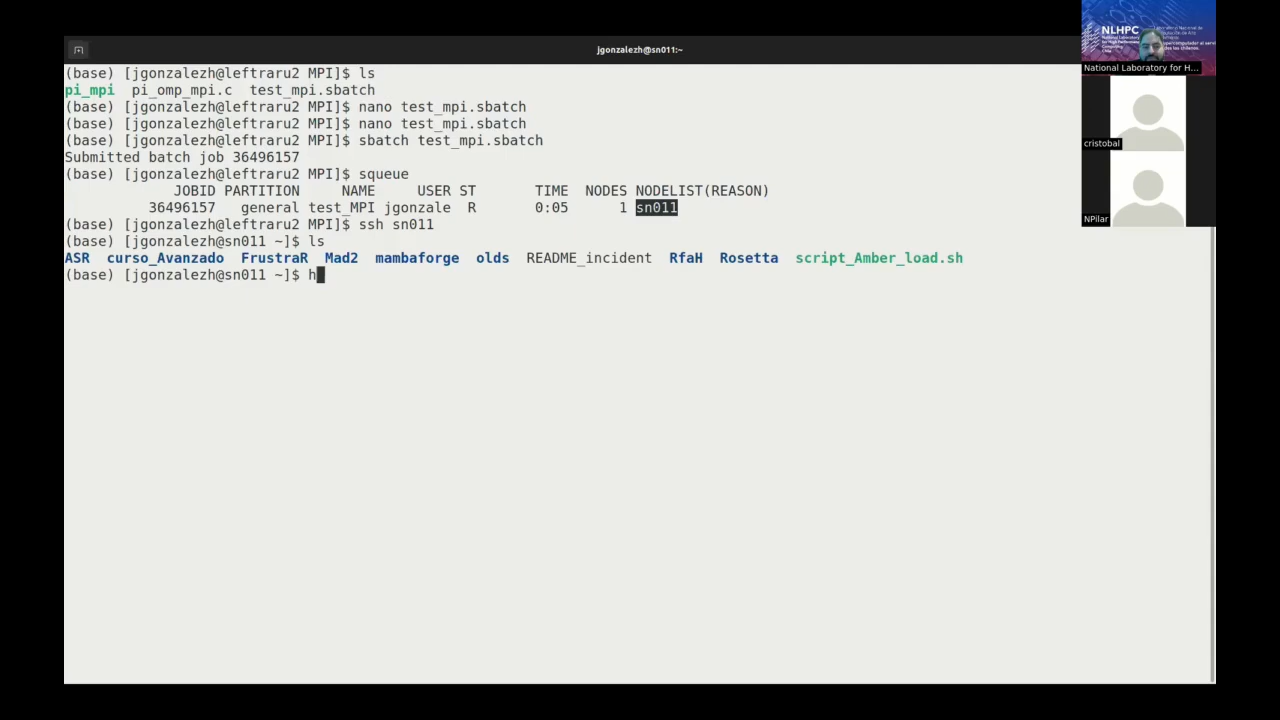 jgonzalezh@sn011:~
(base) [jgonzalezh@leftraru2 MPI]$ ls
pi_mpi  pi_omp_mpi.c  test_mpi.sbatch
(base) [jgonzalezh@leftraru2 MPI]$ nano test_mpi.sbatch
(base) [jgonzalezh@leftraru2 MPI]$ nano test_mpi.sbatch
(base) [jgonzalezh@leftraru2 MPI]$ sbatch test_mpi.sbatch
Submitted batch job 36496157
(base) [jgonzalezh@leftraru2 MPI]$ squeue
JOBID PARTITION     NAME     USER ST       TIME  NODES NODELIST(REASON)
36496157   general test_MPI jgonzale  R       0:05      1 sn011
(base) [jgonzalezh@leftraru2 MPI]$ ssh sn011
(base) [jgonzalezh@sn011 ~]$ ls
ASR  curso_Avanzado  FrustraR  Mad2  mambaforge  olds  README_incident  RfaH  Rosetta  script_Amber_load.sh
(base) [jgonzalezh@sn011 ~]$ h
NLHPC
National Laboratory for H...
cristobal
NPilar